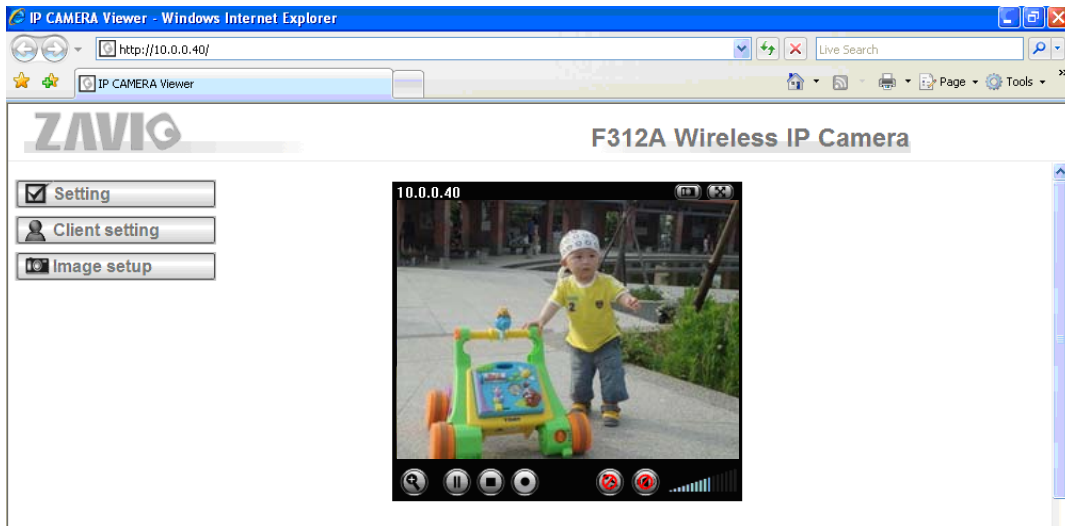 IP CAMERA Viewer - Windows Internet Explorer
http://10.0.0.40/
Live Search
IP CAMERA Viewer
Page
Tools
ZAVIO
F312A Wireless IP Camera
Setting
Client setting
Image setup
10.0.0.40
2